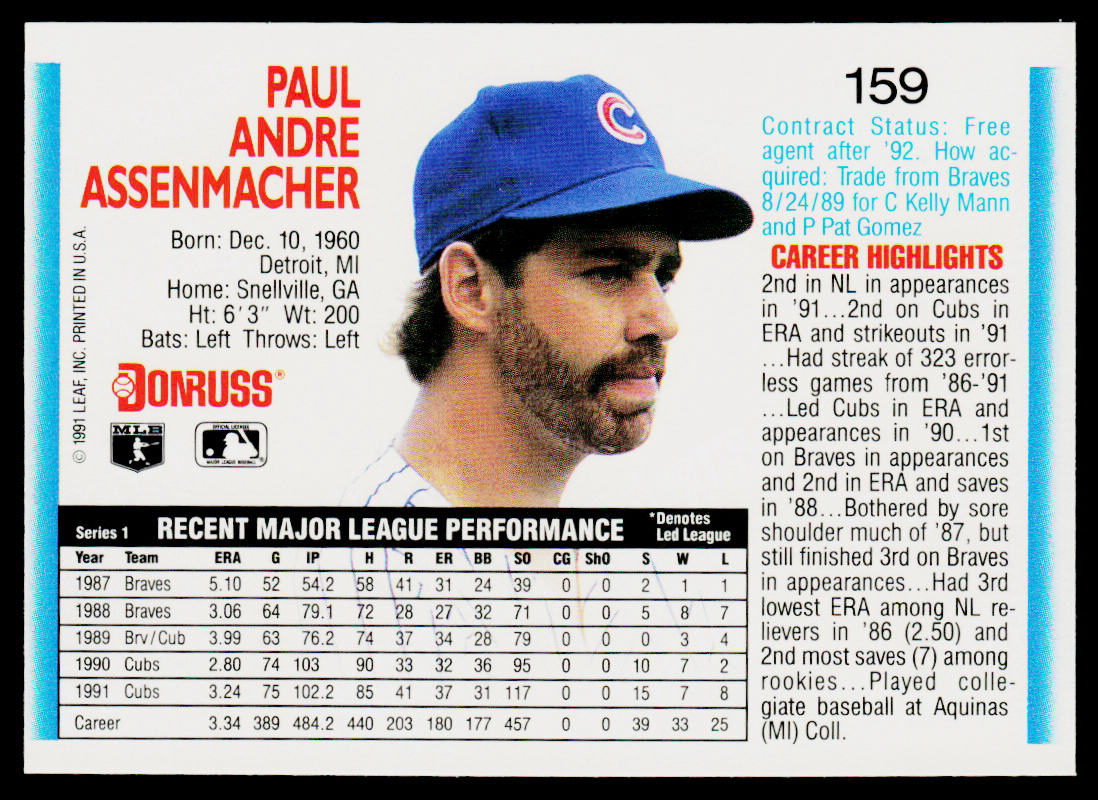 PAUL
ANDRE
ASSENMACHER
Born: Dec. 10, 1960
Detroit, MI
Home: Snellville, GA
Ht: 6'3" Wt: 200
Bats: Left Throws: Left
DONRUSS®
MLB
OFFICIAL LICENSEE
MAJOR LEAGUE BASEBALL
© 1991 LEAF, INC. PRINTED IN U.S.A.
C
159
Contract Status: Free
agent after '92. How ac-
quired: Trade from Braves
8/24/89 for C Kelly Mann
and P Pat Gomez
CAREER HIGHLIGHTS
2nd in NL in appearances
in '91...2nd on Cubs in
ERA and strikeouts in '91
...Had streak of 323 error-
less games from '86-'91
...Led Cubs in ERA and
appearances in '90...1st
on Braves in appearances
and 2nd in ERA and saves
in '88...Bothered by sore
shoulder much of '87, but
still finished 3rd on Braves
in appearances...Had 3rd
lowest ERA among NL re-
lievers in '86 (2.50) and
2nd most saves (7) among
rookies...Played colle-
giate baseball at Aquinas
(MI) Coll.
Series 1 RECENT MAJOR LEAGUE PERFORMANCE *Denotes
Led League
Year Team ERA G IP H R ER BB SO CG ShO S W L
1987 Braves 5.10 52 54.2 58 41 31 24 39 0 0 2 1 1
1988 Braves 3.06 64 79.1 72 28 27 32 71 0 0 5 8 7
1989 Brv/Cub 3.99 63 76.2 74 37 34 28 79 0 0 0 3 4
1990 Cubs 2.80 74 103 90 33 32 36 95 0 0 10 7 2
1991 Cubs 3.24 75 102.2 85 41 37 31 117 0 0 15 7 8
Career 3.34 389 484.2 440 203 180 177 457 0 0 39 33 25